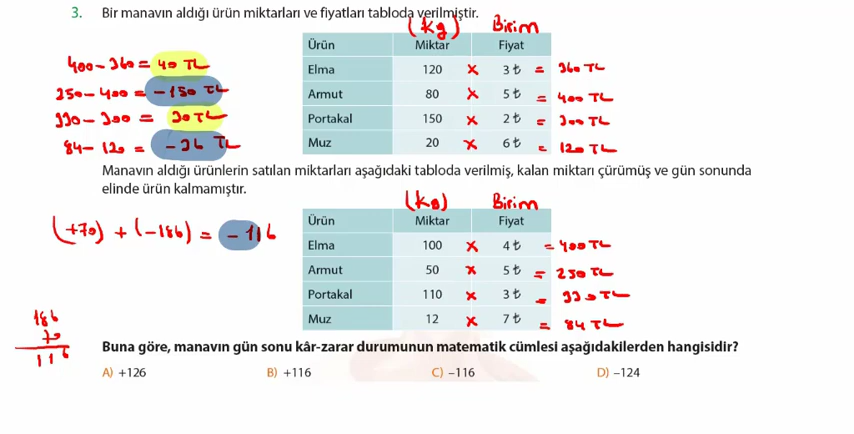 3. Bir manavın aldığı ürün miktarları ve fiyatları tabloda verilmiştir.
(kg) Birim
Ürün Miktar Fiyat
Elma 120 x 3 ₺ = 360 TL
Armut 80 x 5 ₺ = 400 TL
Portakal 150 x 2 ₺ = 300 TL
Muz 20 x 6 ₺ = 120 TL
400 - 360 = 40 TL
250 - 400 = - 150 TL
330 - 300 = 30 TL
84 - 120 = - 36 TL
Manavın aldığı ürünlerin satılan miktarları aşağıdaki tabloda verilmiş, kalan miktarı çürümüş ve gün sonunda
elinde ürün kalmamıştır.
(kg) Birim
Ürün Miktar Fiyat
Elma 100 x 4 ₺ = 400 TL
Armut 50 x 5 ₺ = 250 TL
Portakal 110 x 3 ₺ = 330 TL
Muz 12 x 7 ₺ = 84 TL
(+70) + (-186) = - 116
186
70
116
Buna göre, manavın gün sonu kâr-zarar durumunun matematik cümlesi aşağıdakilerden hangisidir?
A) +126 B) +116 C) –116 D) –124